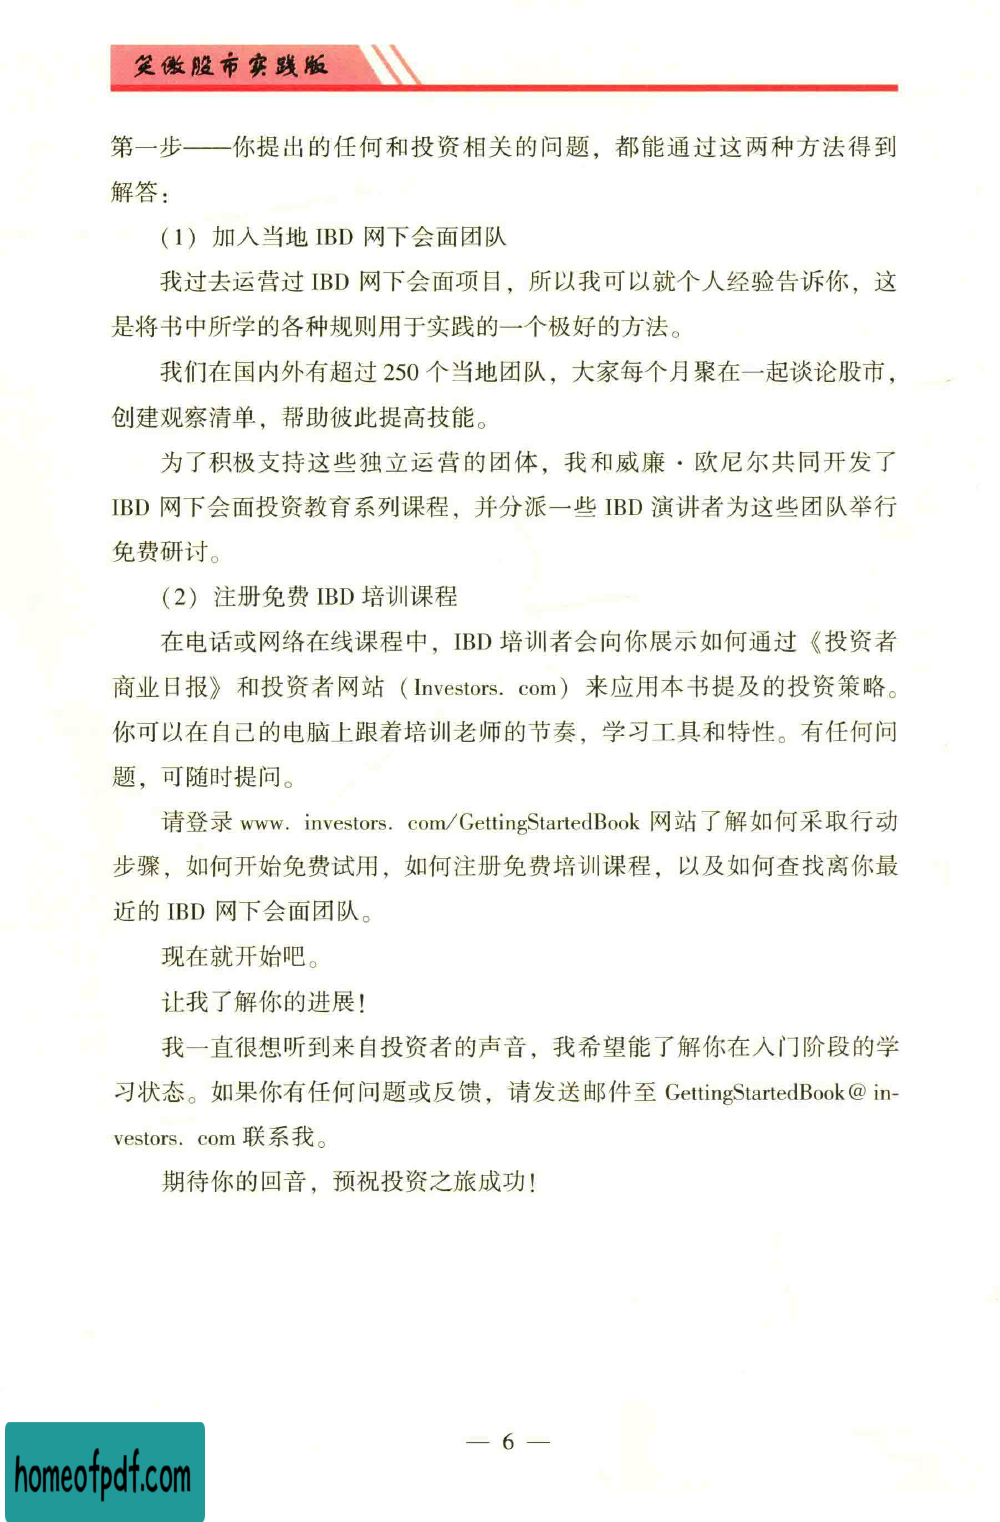 笑傲股市实践版
第一步——你提出的任何和投资相关的问题，都能通过这两种方法得到
解答：
（1）加入当地 IBD 网下会面团队
我过去运营过 IBD 网下会面项目，所以我可以就个人经验告诉你，这
是将书中所学的各种规则用于实践的一个极好的方法。
我们在国内外有超过 250 个当地团队，大家每个月聚在一起谈论股市，
创建观察清单，帮助彼此提高技能。
为了积极支持这些独立运营的团体，我和威廉·欧尼尔共同开发了
IBD 网下会面投资教育系列课程，并分派一些 IBD 演讲者为这些团队举行
免费研讨。
（2）注册免费 IBD 培训课程
在电话或网络在线课程中，IBD 培训者会向你展示如何通过《投资者
商业日报》和投资者网站（Investors. com）来应用本书提及的投资策略。
你可以在自己的电脑上跟着培训老师的节奏，学习工具和特性。有任何问
题，可随时提问。
请登录 www. investors. com/GettingStartedBook 网站了解如何采取行动
步骤，如何开始免费试用，如何注册免费培训课程，以及如何查找离你最
近的 IBD 网下会面团队。
现在就开始吧。
让我了解你的进展！
我一直很想听到来自投资者的声音，我希望能了解你在入门阶段的学
习状态。如果你有任何问题或反馈，请发送邮件至 GettingStartedBook@ in-
vestors. com 联系我。
期待你的回音，预祝投资之旅成功！
— 6 —
homeofpdf.com